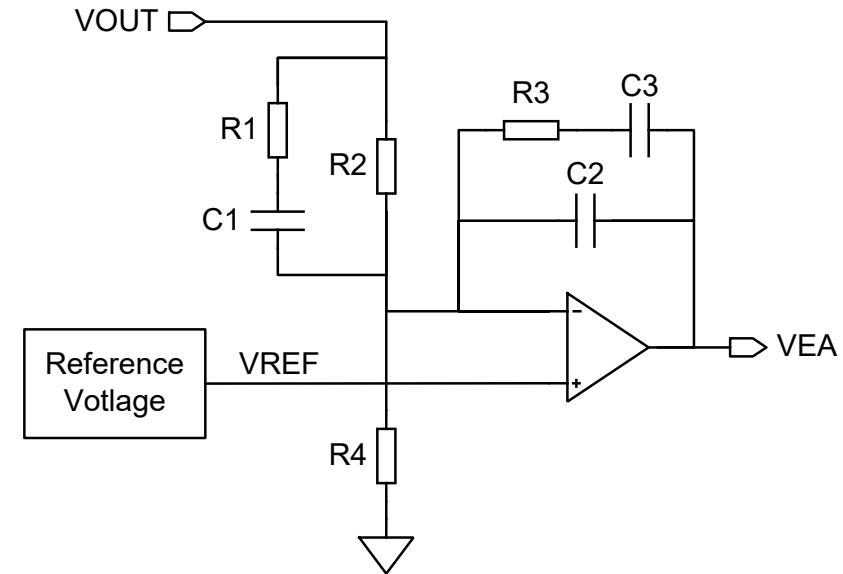 VOUT
R1
R2
C1
R3
C3
C2
-
+
VEA
Reference
Votlage
VREF
R4